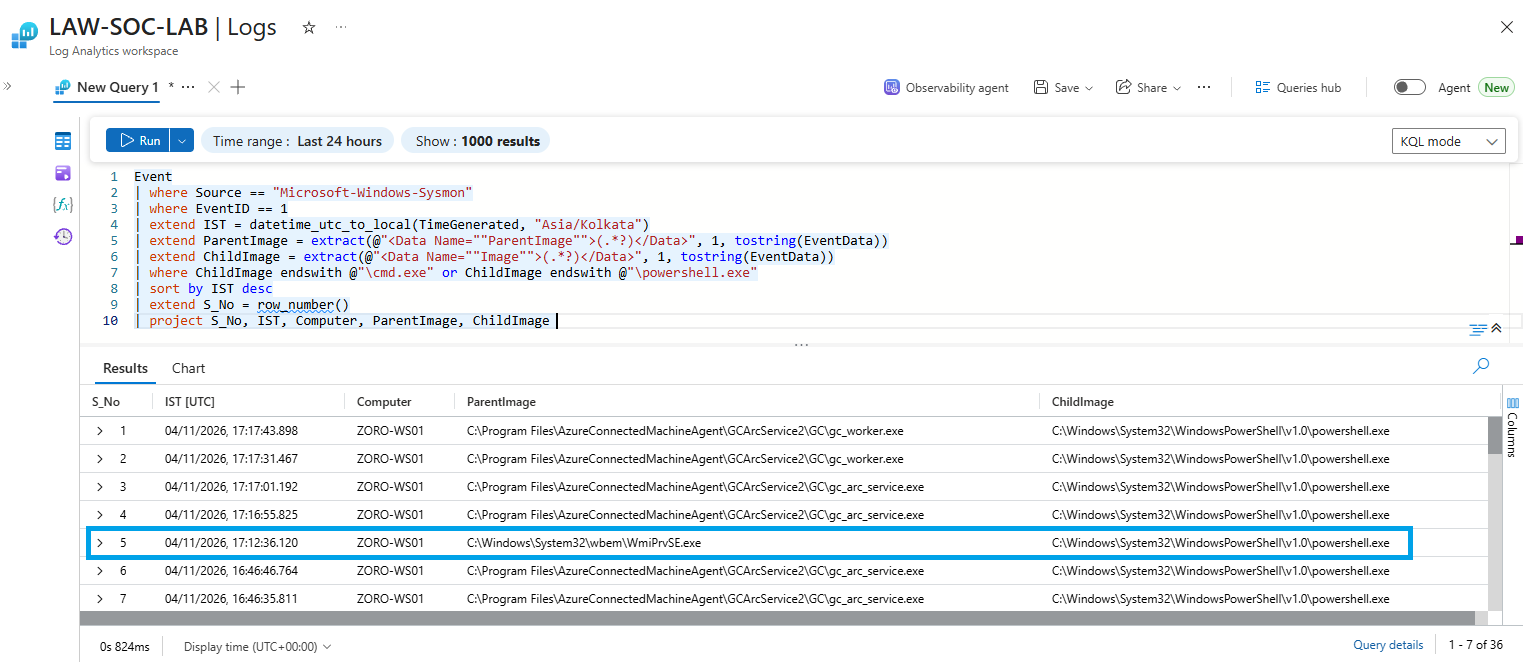 LAW-SOC-LAB | Logs
Log Analytics workspace
New Query 1 *
Observability agent Save Share Queries hub Agent New
Run Time range : Last 24 hours Show : 1000 results KQL mode
1 Event
2 | where Source == "Microsoft-Windows-Sysmon"
3 | where EventID == 1
4 | extend IST = datetime_utc_to_local(TimeGenerated, "Asia/Kolkata")
5 | extend ParentImage = extract(@"<Data Name=""ParentImage"">(.*?)</Data>", 1, tostring(EventData))
6 | extend ChildImage = extract(@"<Data Name=""Image"">(.*?)</Data>", 1, tostring(EventData))
7 | where ChildImage endswith @"\cmd.exe" or ChildImage endswith @"\powershell.exe"
8 | sort by IST desc
9 | extend S_No = row_number()
10 | project S_No, IST, Computer, ParentImage, ChildImage
Results Chart
S_No IST [UTC] Computer ParentImage ChildImage
1 04/11/2026, 17:17:43.898 ZORO-WS01 C:\Program Files\AzureConnectedMachineAgent\GCArcService2\GC\gc_worker.exe C:\Windows\System32\WindowsPowerShell\v1.0\powershell.exe
2 04/11/2026, 17:17:31.467 ZORO-WS01 C:\Program Files\AzureConnectedMachineAgent\GCArcService2\GC\gc_worker.exe C:\Windows\System32\WindowsPowerShell\v1.0\powershell.exe
3 04/11/2026, 17:17:01.192 ZORO-WS01 C:\Program Files\AzureConnectedMachineAgent\GCArcService2\GC\gc_arc_service.exe C:\Windows\System32\WindowsPowerShell\v1.0\powershell.exe
4 04/11/2026, 17:16:55.825 ZORO-WS01 C:\Program Files\AzureConnectedMachineAgent\GCArcService2\GC\gc_arc_service.exe C:\Windows\System32\WindowsPowerShell\v1.0\powershell.exe
5 04/11/2026, 17:12:36.120 ZORO-WS01 C:\Windows\System32\wbem\WmiPrvSE.exe C:\Windows\System32\WindowsPowerShell\v1.0\powershell.exe
6 04/11/2026, 16:46:46.764 ZORO-WS01 C:\Program Files\AzureConnectedMachineAgent\GCArcService2\GC\gc_arc_service.exe C:\Windows\System32\WindowsPowerShell\v1.0\powershell.exe
7 04/11/2026, 16:46:35.811 ZORO-WS01 C:\Program Files\AzureConnectedMachineAgent\GCArcService2\GC\gc_arc_service.exe C:\Windows\System32\WindowsPowerShell\v1.0\powershell.exe
Columns
0s 824ms Display time (UTC+00:00) Query details 1 - 7 of 36